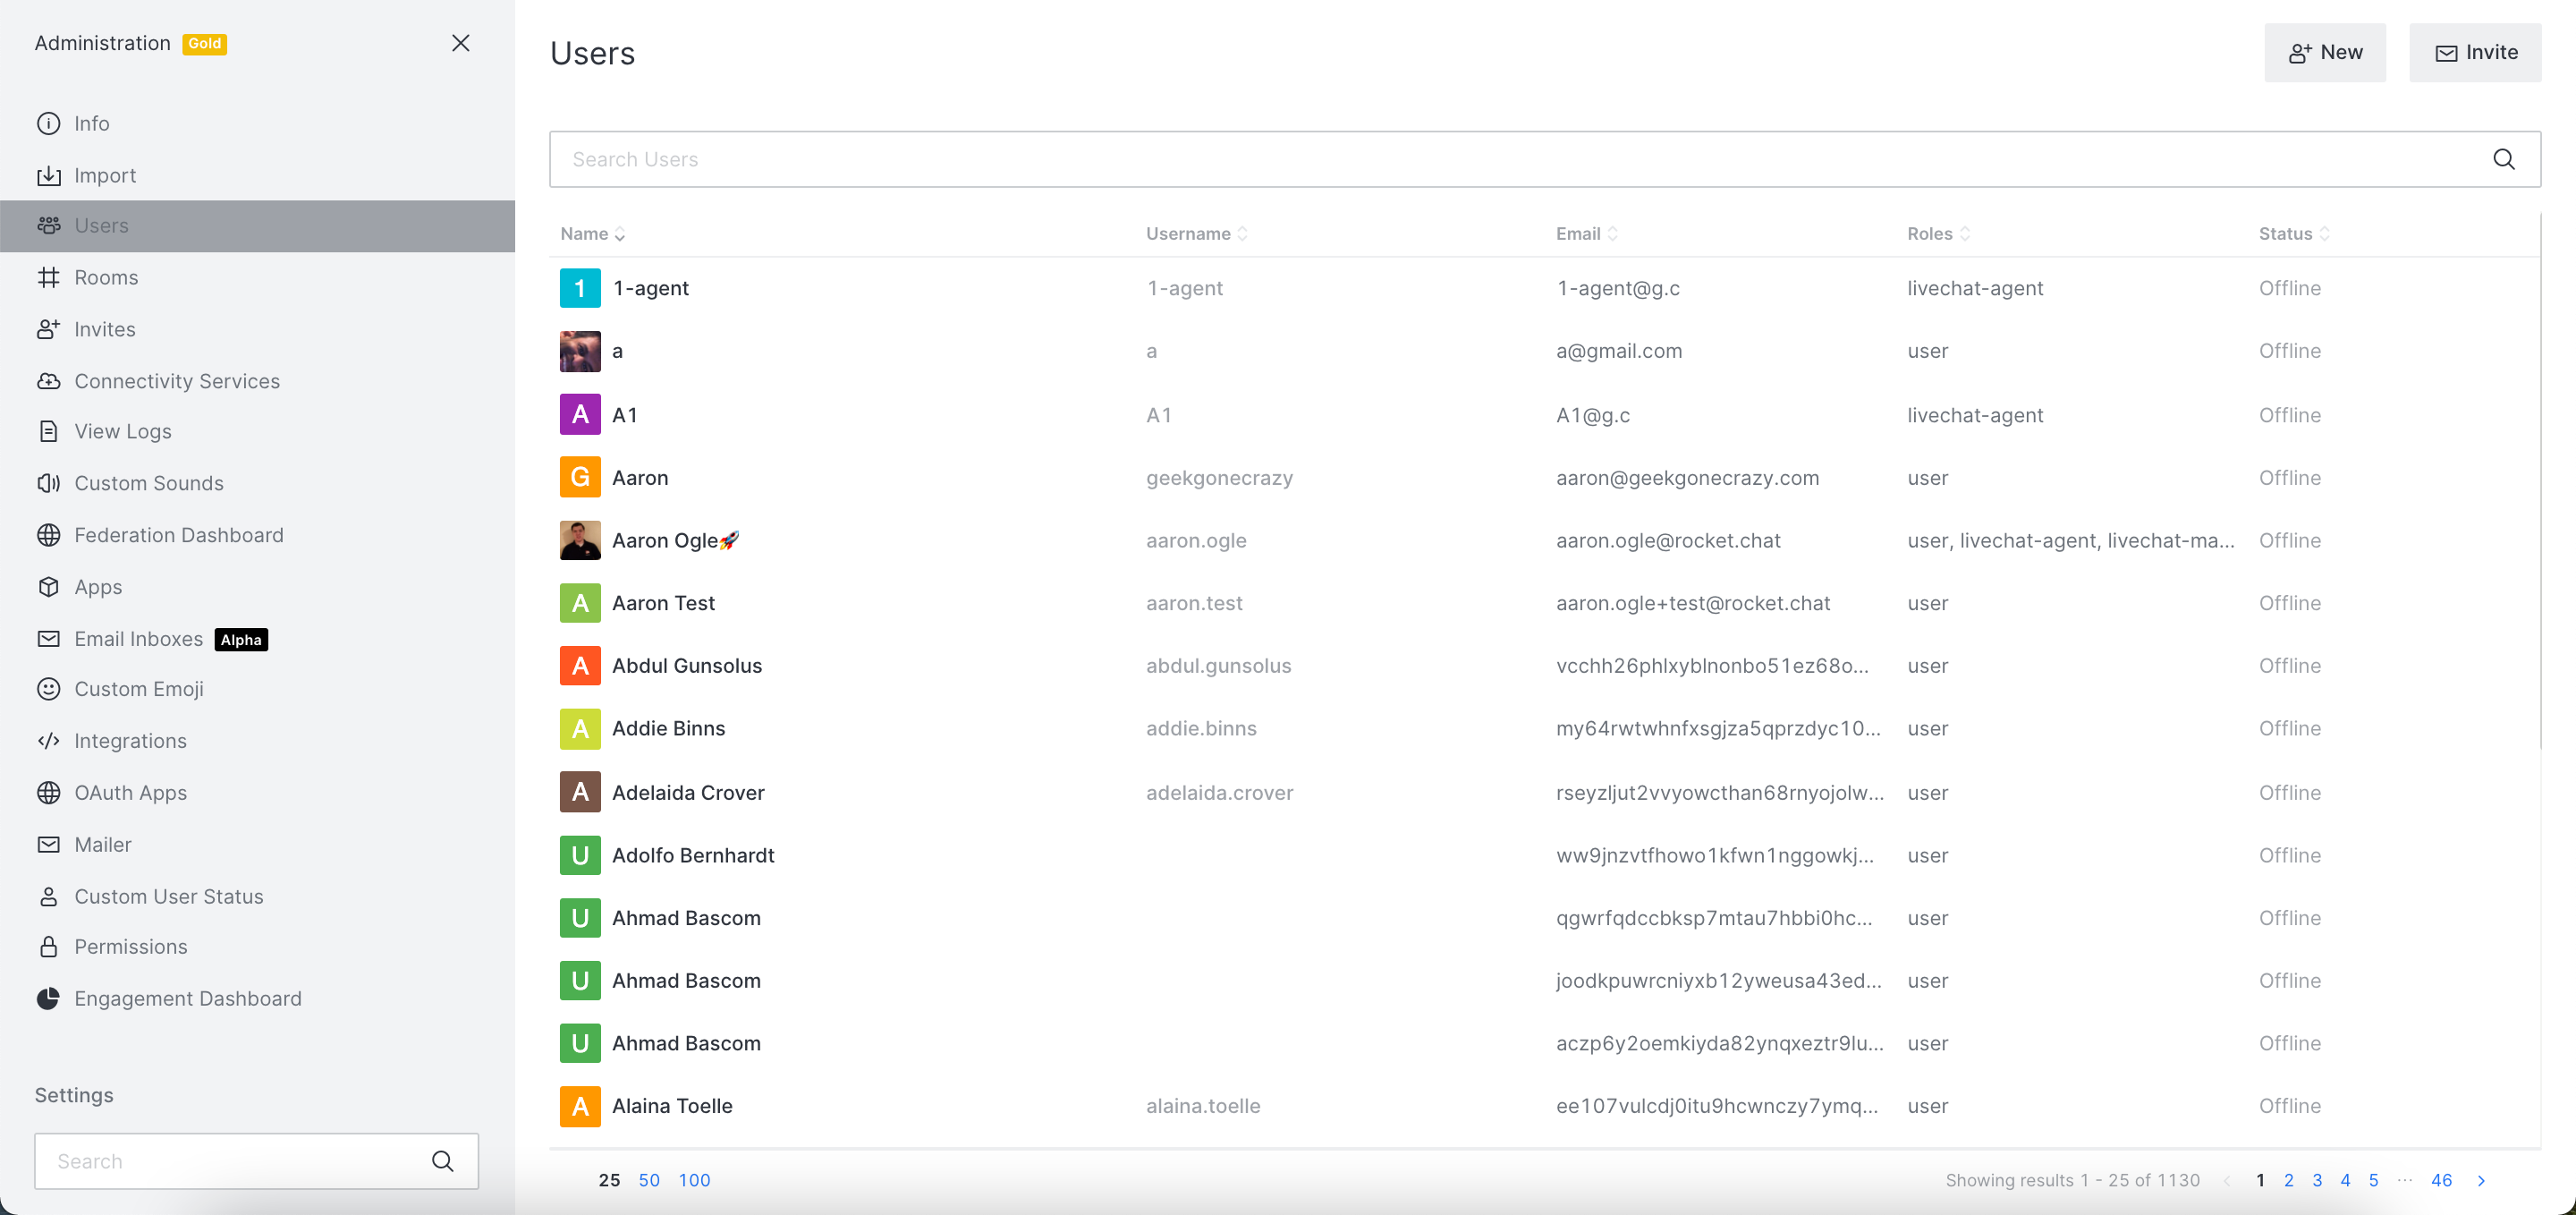 Administration Gold
Info
Import
Users
Rooms
Invites
Connectivity Services
View Logs
Custom Sounds
Federation Dashboard
Apps
Email Inboxes Alpha
Custom Emoji
Integrations
OAuth Apps
Mailer
Custom User Status
Permissions
Engagement Dashboard
Settings
Search
Users
New Invite
Search Users
Name Username Email Roles Status
1 1-agent 1-agent 1-agent@g.c livechat-agent Offline
a a a@gmail.com user Offline
A A1 A1 A1@g.c livechat-agent Offline
G Aaron geekgonecrazy aaron@geekgonecrazy.com user Offline
Aaron Ogle🚀 aaron.ogle aaron.ogle@rocket.chat user, livechat-agent, livechat-ma... Offline
A Aaron Test aaron.test aaron.ogle+test@rocket.chat user Offline
A Abdul Gunsolus abdul.gunsolus vcchh26phlxyblnonbo51ez68o... user Offline
A Addie Binns addie.binns my64rwtwhnfxsgjza5qprzdyc10... user Offline
A Adelaida Crover adelaida.crover rseyzljut2vvyowcthan68rnyojolw... user Offline
U Adolfo Bernhardt ww9jnzvtfhowo1kfwn1nggowkj... user Offline
U Ahmad Bascom qgwrfqdccbksp7mtau7hbbi0hc... user Offline
U Ahmad Bascom joodkpuwrcniyxb12yweusa43ed... user Offline
U Ahmad Bascom aczp6y2oemkiyda82ynqxeztr9lu... user Offline
A Alaina Toelle alaina.toelle ee107vulcdj0itu9hcwnczy7ymq... user Offline
25 50 100 Showing results 1 - 25 of 1130 1 2 3 4 5 ... 46